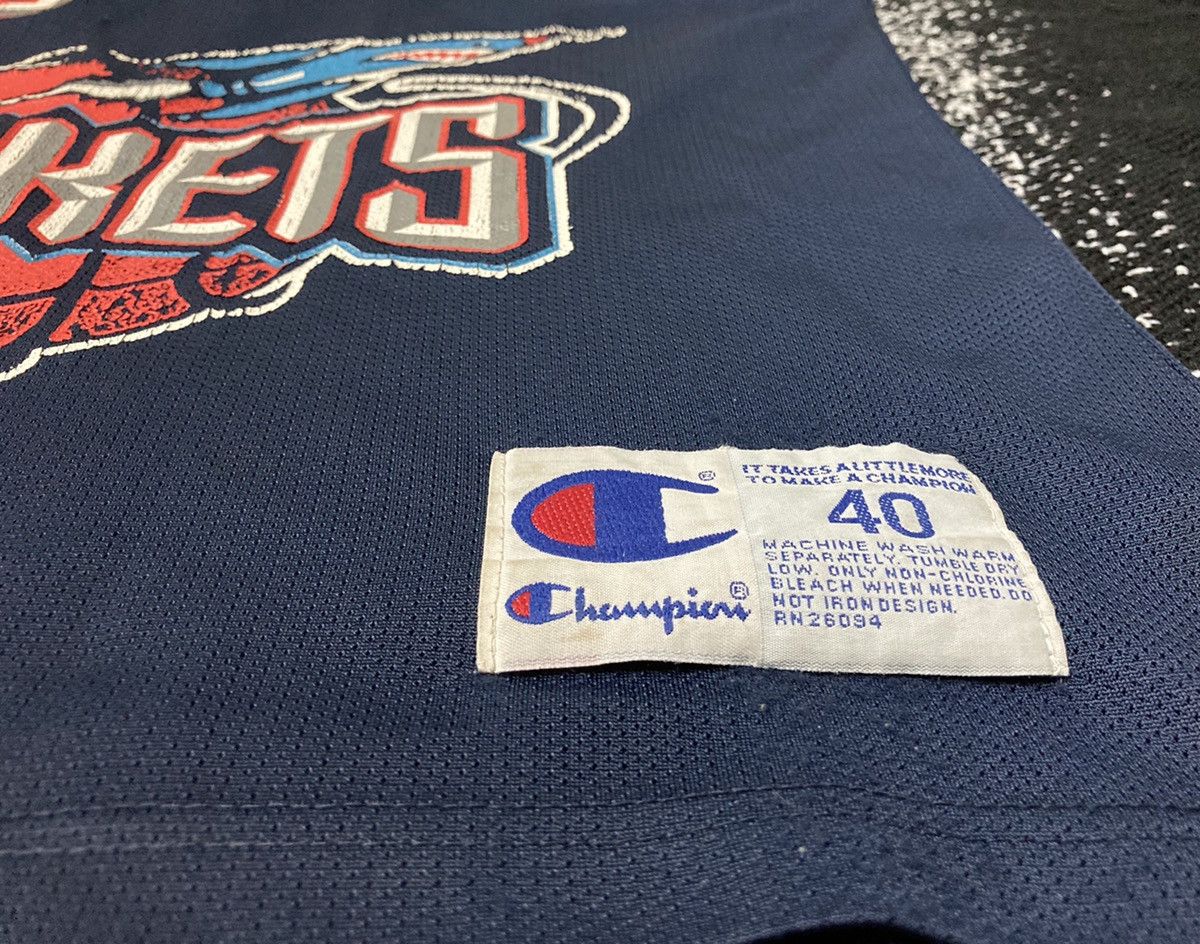 KETS
®
Champion®
IT TAKES A LITTLE MORE
TO MAKE A CHAMPION
40
MACHINE WASH WARM
SEPARATELY. TUMBLE DRY
LOW. ONLY NON-CHLORINE
BLEACH WHEN NEEDED. DO
NOT IRON DESIGN.
RN26094